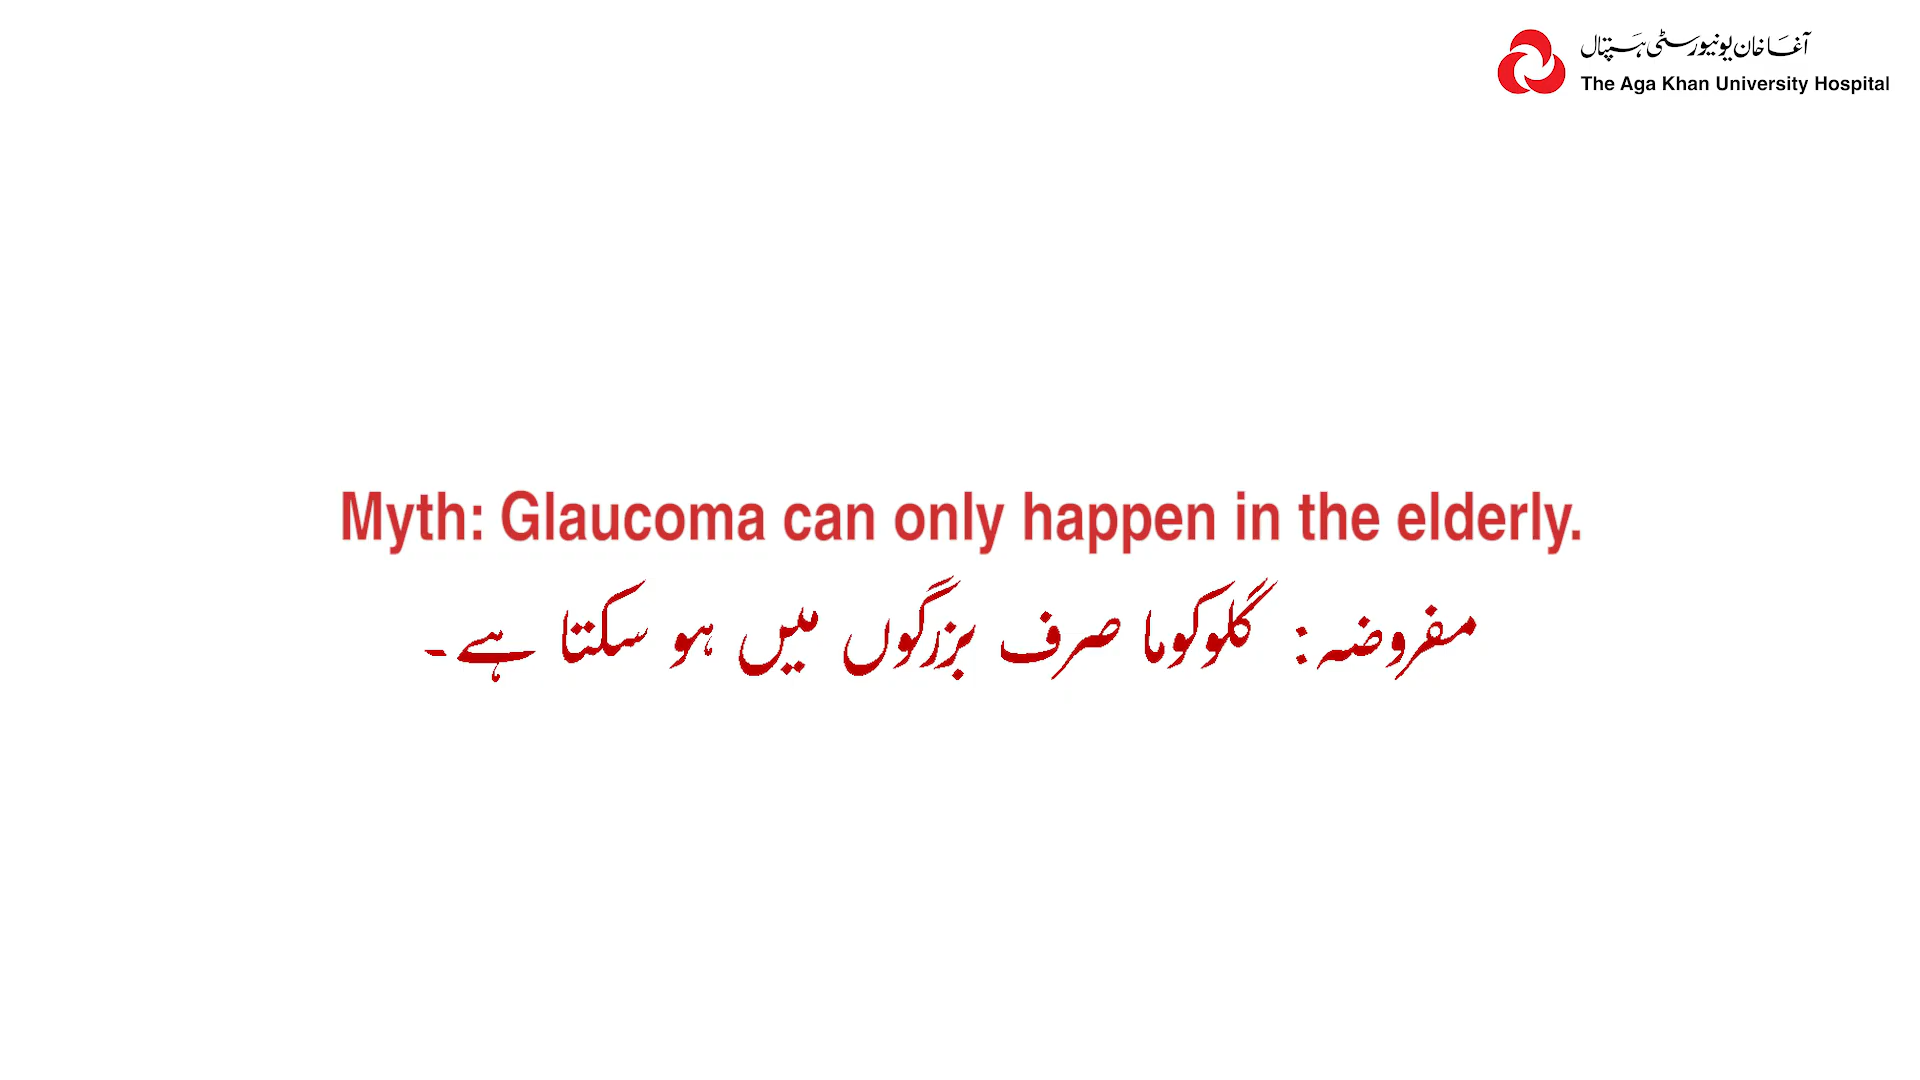 آغا خان یونیورسٹی ہسپتال
The Aga Khan University Hospital
Myth: Glaucoma can only happen in the elderly.
مفروضہ: گلوکوما صرف بزرگوں میں ہو سکتا ہے۔